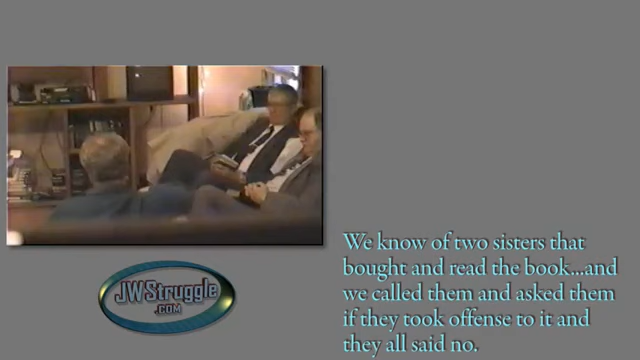 JWStruggle
.COM
We know of two sisters that
bought and read the book...and
we called them and asked them
if they took offense to it and
they all said no.